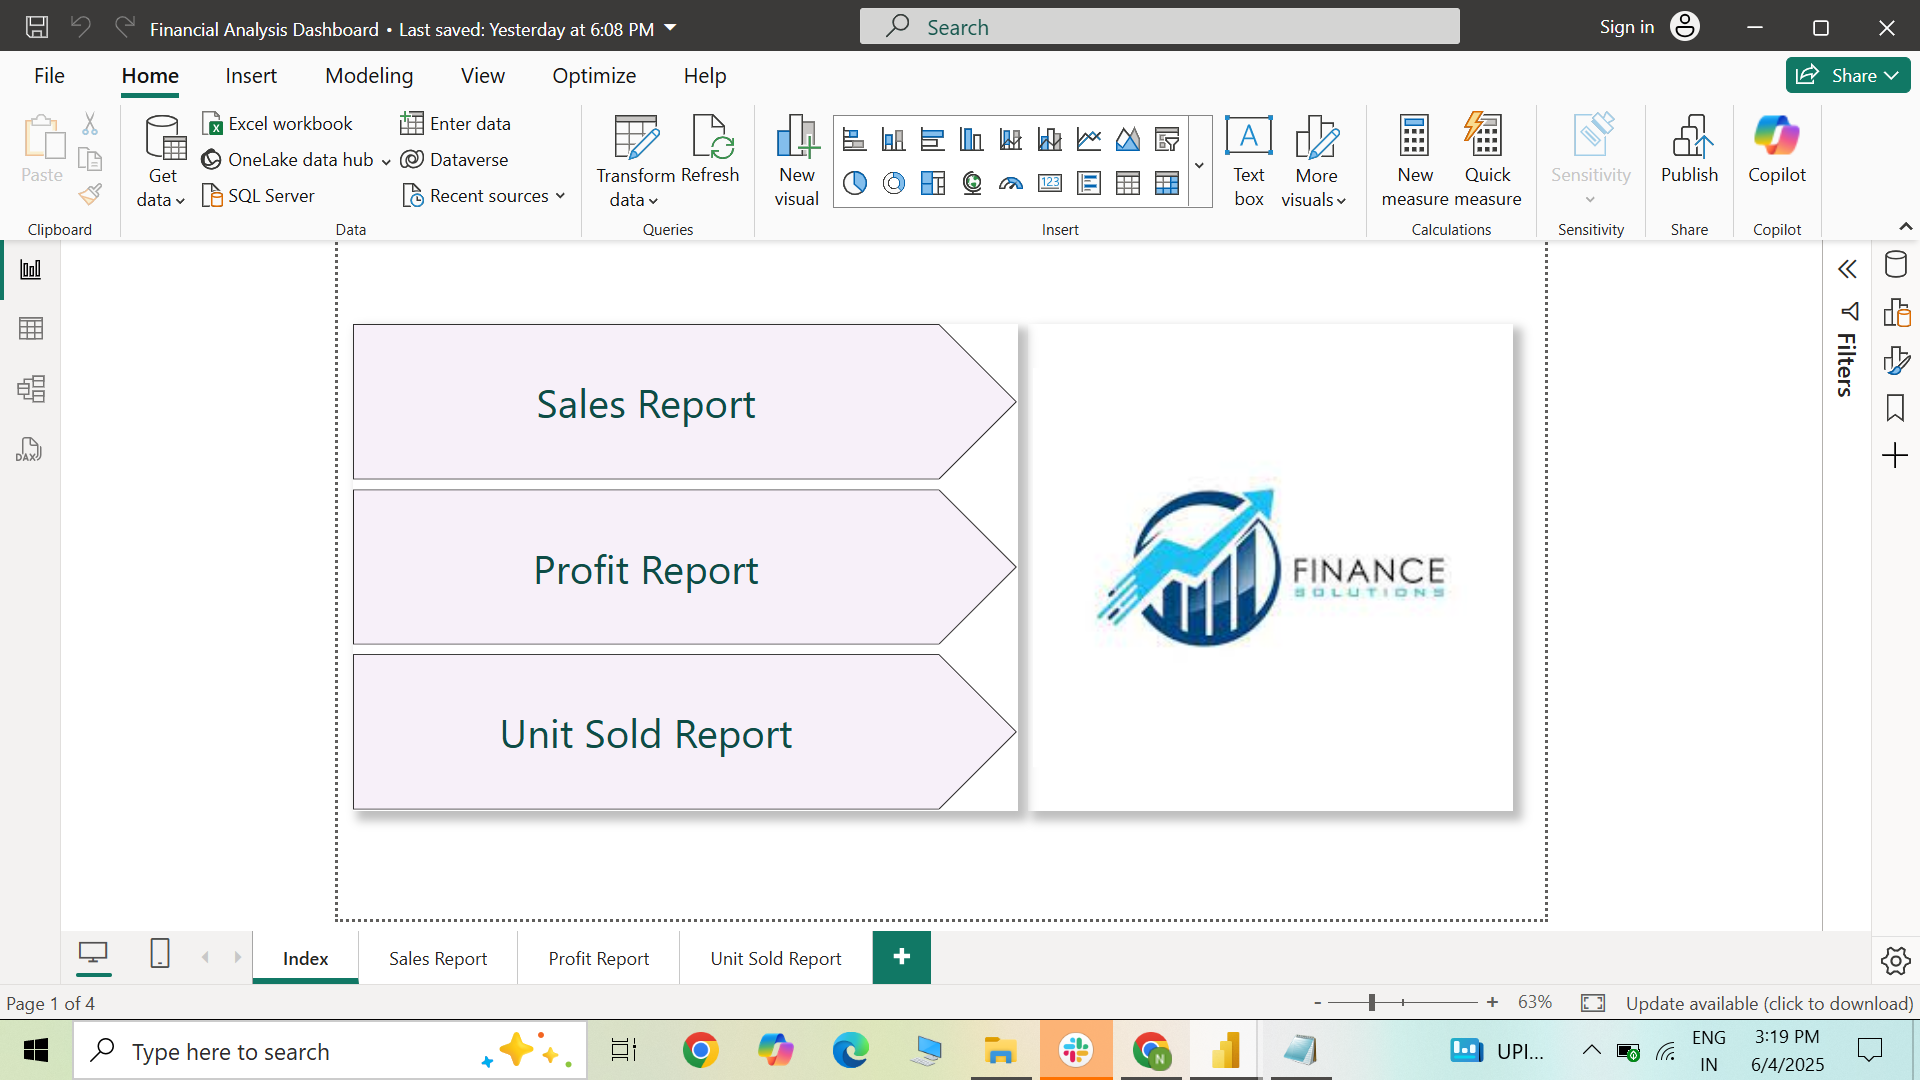 Financial Analysis Dashboard • Last saved: Yesterday at 6:08 PM
Search
Sign in
File
Home
Insert
Modeling
View
Optimize
Help
Share
Paste
Clipboard
Get
data
Excel workbook
OneLake data hub
SQL Server
Enter data
Dataverse
Recent sources
Data
Transform
data
Refresh
Queries
New
visual
123
A
Text
box
More
visuals
Insert
New
measure
Quick
measure
Calculations
Sensitivity
Sensitivity
Publish
Share
Copilot
Copilot
DAX
Sales Report
Profit Report
Unit Sold Report
FINANCE
SOLUTIONS
Filters
Index
Sales Report
Profit Report
Unit Sold Report
+
Page 1 of 4
- + 63%
Update available (click to download)
Type here to search
N
UPI...
ENG
IN
3:19 PM
6/4/2025